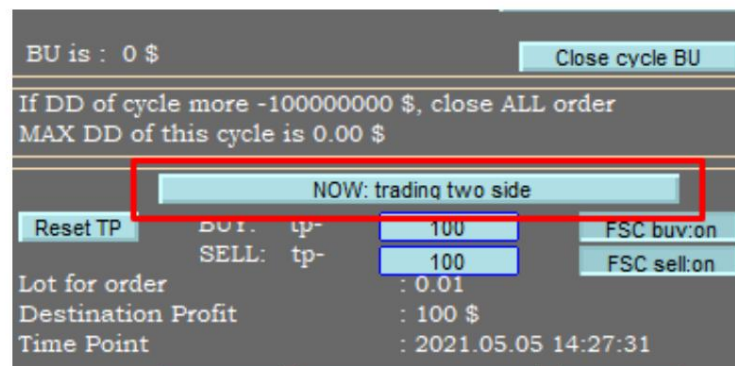 BU is : 0 $ Close cycle BU
If DD of cycle more -100000000 $, close ALL order
MAX DD of this cycle is 0.00 $
NOW: trading two side
Reset TP BUY: tp- 100 FSC buy:on
SELL: tp- 100 FSC sell:on
Lot for order : 0.01
Destination Profit : 100 $
Time Point : 2021.05.05 14:27:31